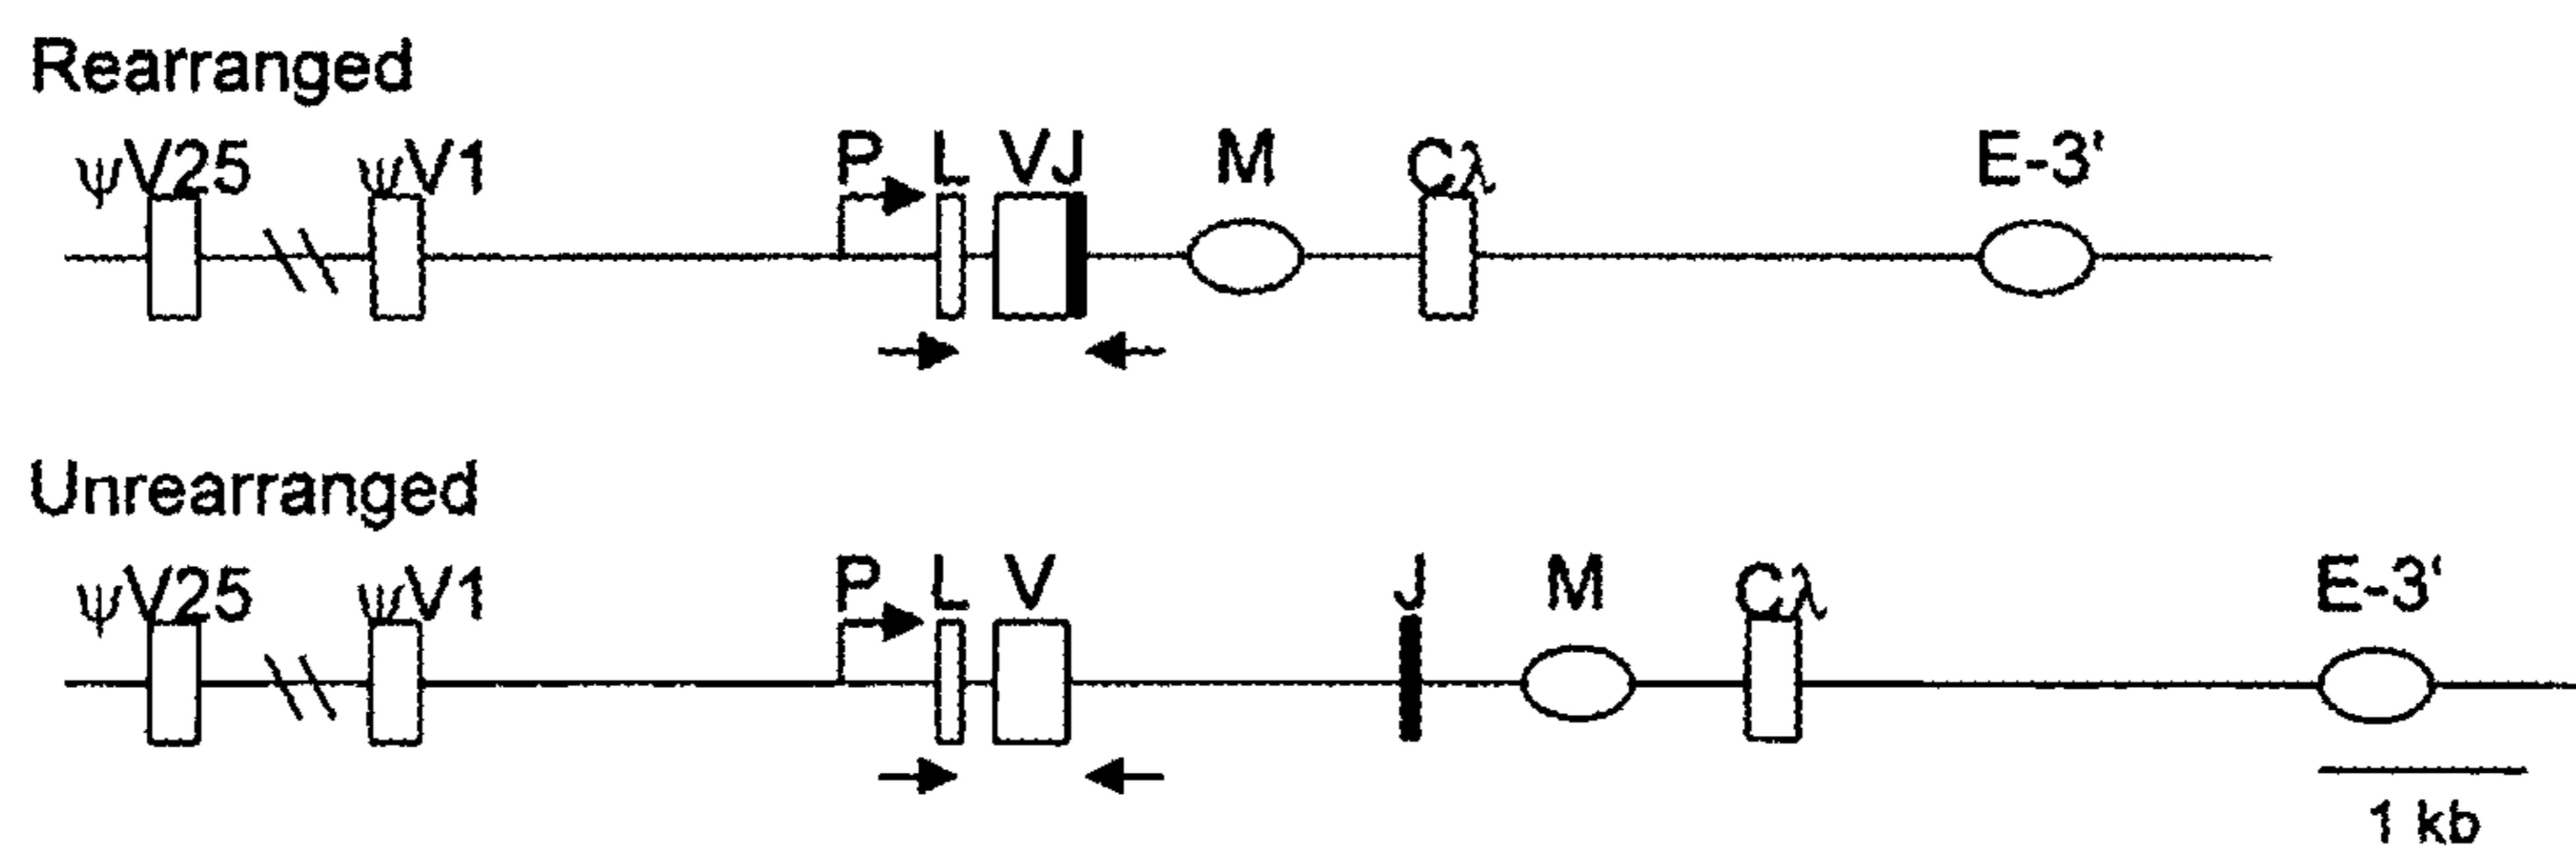 Rearranged
ψV25 ψV1 P L VJ M Cλ E-3'
Unrearranged
ψV25 ψV1 P L V J M Cλ E-3'
1 kb